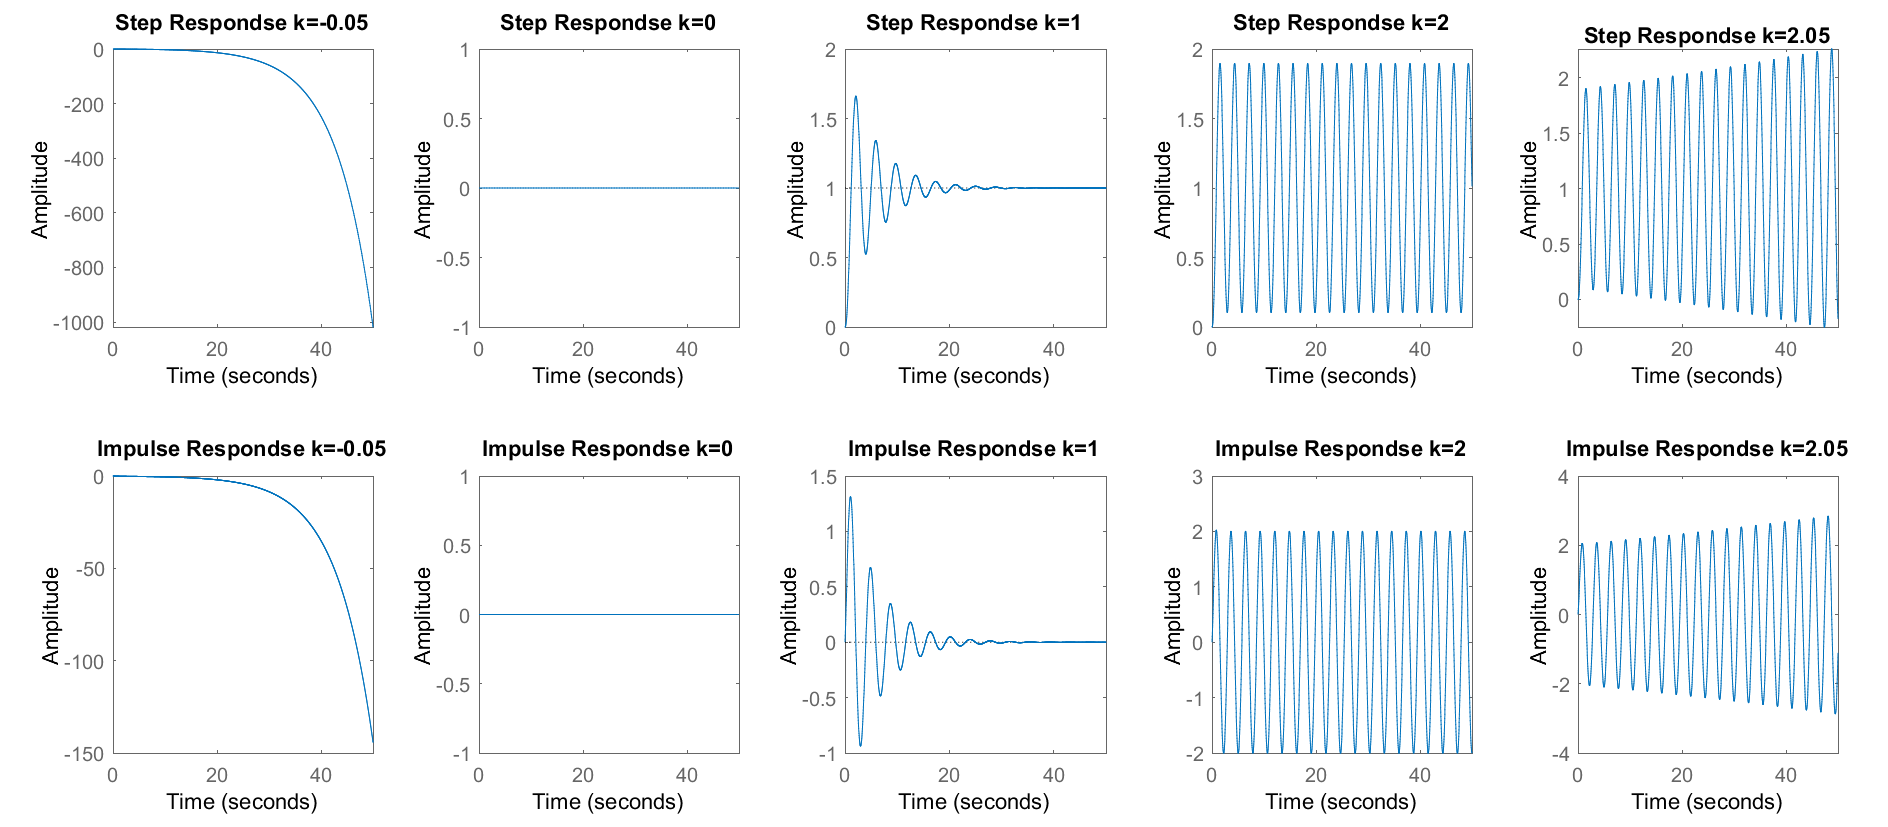 Step Respondse k=-0.05
0
-200
-400
-600
-800
-1000
Amplitude
0 20 40
Time (seconds)
Step Respondse k=0
1
0.5
0
-0.5
-1
Amplitude
0 20 40
Time (seconds)
Step Respondse k=1
2
1.5
1
0.5
0
Amplitude
0 20 40
Time (seconds)
Step Respondse k=2
2
1.5
1
0.5
0
Amplitude
0 20 40
Time (seconds)
Step Respondse k=2.05
2
1.5
1
0.5
0
Amplitude
0 20 40
Time (seconds)
Impulse Respondse k=-0.05
0
-50
-100
-150
Amplitude
0 20 40
Time (seconds)
Impulse Respondse k=0
1
0.5
0
-0.5
-1
Amplitude
0 20 40
Time (seconds)
Impulse Respondse k=1
1.5
1
0.5
0
-0.5
-1
Amplitude
0 20 40
Time (seconds)
Impulse Respondse k=2
3
2
1
0
-1
-2
Amplitude
0 20 40
Time (seconds)
Impulse Respondse k=2.05
4
2
0
-2
-4
Amplitude
0 20 40
Time (seconds)